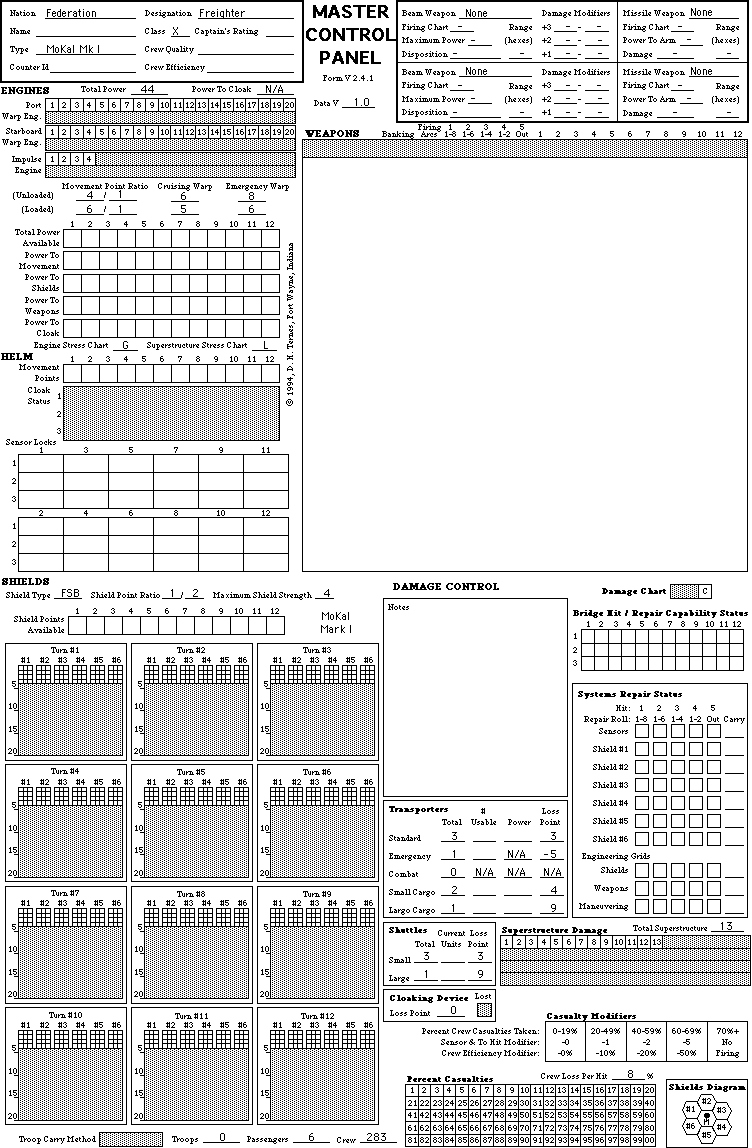 Nation Federation Designation Freighter
Name Class X Captain's Rating
Type MoKal Mk I Crew Quality
Counter Id Crew Efficiency
MASTER
CONTROL
PANEL
Form V 2.4.1
Data V 1.0
Beam Weapon None Damage Modifiers
Firing Chart - Range +3 - - -
Maximum Power - (hexes) +2 - - -
Disposition - +1 - - -
Missile Weapon None
Firing Chart - Range
Power To Arm - (hexes)
Damage - -
Beam Weapon None Damage Modifiers
Firing Chart - Range +3 - - -
Maximum Power - (hexes) +2 - - -
Disposition - +1 - - -
Missile Weapon None
Firing Chart - Range
Power To Arm - (hexes)
Damage - -
ENGINES Total Power 44 Power To Cloak N/A
Port Warp Eng. 1 2 3 4 5 6 7 8 9 10 11 12 13 14 15 16 17 18 19 20
Starboard Warp Eng. 1 2 3 4 5 6 7 8 9 10 11 12 13 14 15 16 17 18 19 20
Impulse Engine 1 2 3 4
Movement Point Ratio Cruising Warp Emergency Warp
(Unloaded) 4 / 1 6 8
(Loaded) 6 / 1 5 6
1 2 3 4 5 6 7 8 9 10 11 12
Total Power Available
Power To Movement
Power To Shields
Power To Weapons
Power To Cloak
Engine Stress Chart G Superstructure Stress Chart L
© 1994, D. H. Ternes, Fort Wayne, Indiana
HELM
1 2 3 4 5 6 7 8 9 10 11 12
Movement Points
Cloak Status 1
2
3
Sensor Locks
1 3 5 7 9 11
1
2
3
2 4 6 8 10 12
1
2
3
WEAPONS Banking Firing Arcs 1 1-8 2 1-6 3 1-4 4 1-2 5 Out 1 2 3 4 5 6 7 8 9 10 11 12
SHIELDS
Shield Type FSB Shield Point Ratio 1 / 2 Maximum Shield Strength 4
1 2 3 4 5 6 7 8 9 10 11 12
Shield Points Available
MoKal
Mark I
Turn #1 Turn #2 Turn #3
#1 #2 #3 #4 #5 #6 #1 #2 #3 #4 #5 #6 #1 #2 #3 #4 #5 #6
5 5 5
10 10 10
15 15 15
20 20 20
Turn #4 Turn #5 Turn #6
#1 #2 #3 #4 #5 #6 #1 #2 #3 #4 #5 #6 #1 #2 #3 #4 #5 #6
5 5 5
10 10 10
15 15 15
20 20 20
Turn #7 Turn #8 Turn #9
#1 #2 #3 #4 #5 #6 #1 #2 #3 #4 #5 #6 #1 #2 #3 #4 #5 #6
5 5 5
10 10 10
15 15 15
20 20 20
Turn #10 Turn #11 Turn #12
#1 #2 #3 #4 #5 #6 #1 #2 #3 #4 #5 #6 #1 #2 #3 #4 #5 #6
5 5 5
10 10 10
15 15 15
20 20 20
Troop Carry Method Troops 0 Passengers 6 Crew 283
DAMAGE CONTROL
Notes
Damage Chart C
Bridge Hit / Repair Capability Status
1 2 3 4 5 6 7 8 9 10 11 12
1
2
3
Systems Repair Status
Hit: 1 2 3 4 5
Repair Roll: 1-8 1-6 1-4 1-2 Out Carry
Sensors
Shield #1
Shield #2
Shield #3
Shield #4
Shield #5
Shield #6
Engineering Grids
Shields
Weapons
Maneuvering
Transporters Total # Usable Power Loss Point
Standard 3 3
Emergency 1 N/A -5
Combat 0 N/A N/A N/A
Small Cargo 2 4
Largo Cargo 1 9
Shuttles Total Current Units Loss Point
Small 3 3
Large 1 9
Superstructure Damage Total Superstructure 13
1 2 3 4 5 6 7 8 9 10 11 12 13
Cloaking Device Lost
Loss Point 0
Casualty Modifiers
Percent Crew Casualties Taken: 0-19% 20-49% 40-59% 60-69% 70%+
Sensor & To Hit Modifier: -0 -1 -2 -5 No
Crew Efficiency Modifier: -0% -10% -20% -50% Firing
Crew Loss Per Hit 8 %
Percent Casualties
1 2 3 4 5 6 7 8 9 10 11 12 13 14 15 16 17 18 19 20
21 22 23 24 25 26 27 28 29 30 31 32 33 34 35 36 37 38 39 40
41 42 43 44 45 46 47 48 49 50 51 52 53 54 55 56 57 58 59 60
61 62 63 64 65 66 67 68 69 70 71 72 73 74 75 76 77 78 79 80
81 82 83 84 85 86 87 88 89 90 91 92 93 94 95 96 97 98 99 00
Shields Diagram
#2
#1 #3
#6 #4
#5